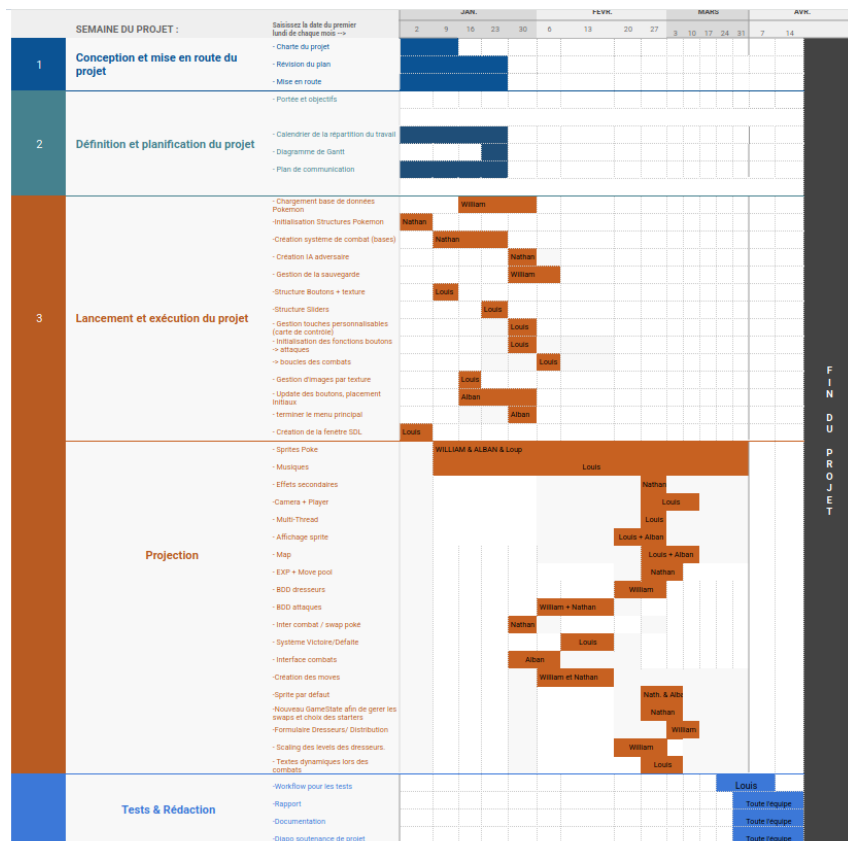 JAN. FEVR. MARS AVR.
SEMAINE DU PROJET : Saisissez la date du premier
lundi de chaque mois -->
2 9 16 23 30 6 13 20 27 3 10 17 24 31 7 14
1 Conception et mise en route du
projet
- Charte du projet
- Révision du plan
- Mise en route
2 Définition et planification du projet
- Portée et objectifs
- Calendrier de la répartition du travail
- Diagramme de Gantt
- Plan de communication
3 Lancement et exécution du projet
- Chargement base de données
Pokemon William
-Initialisation Structures Pokemon Nathan
-Création système de combat (bases) Nathan
- Création IA adversaire Nathan
- Gestion de la sauvegarde William
-Structure Boutons + texture Louis
-Structure Sliders Louis
- Gestion touches personnalisables
(carte de contrôle) Louis
- Initialisation des fonctions boutons
-> attaques Louis
-> boucles des combats Louis
- Gestion d'images par texture Louis
- Update des boutons, placement
Initiaux Alban
- terminer le menu principal Alban
- Création de la fenêtre SDL Louis
Projection
- Sprites Poke WILLIAM & ALBAN & Loup
- Musiques Louis
- Effets secondaires Nathan
-Camera + Player Louis
- Multi-Thread Louis
- Affichage sprite Louis + Alban
- Map Louis + Alban
- EXP + Move pool Nathan
- BDD dresseurs William
- BDD attaques William + Nathan
- Inter combat / swap poké Nathan
- Système Victoire/Défaite Louis
- Interface combats Alban
-Création des moves William et Nathan
-Sprite par défaut Nath. & Alba
-Nouveau GameState afin de gerer les
swaps et choix des starters Nathan
-Formulaire Dresseurs/ Distribution William
- Scaling des levels des dresseurs. William
- Textes dynamiques lors des
combats Louis
Tests & Rédaction
-Workflow pour les tests Louis
-Rapport Toute l'équipe
-Documentation Toute l'équipe
-Diapo soutenance de projet Toute l'équipe
FIN DU PROJET